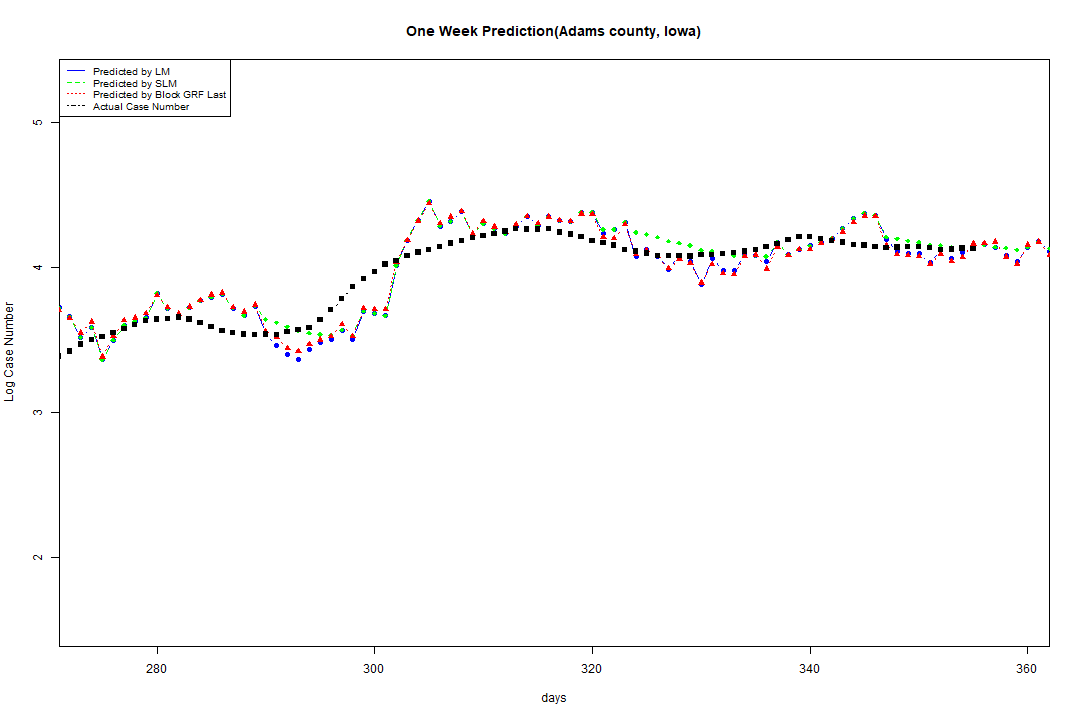 One Week Prediction(Adams county, Iowa)
Predicted by LM
Predicted by SLM
Predicted by Block GRF Last
Actual Case Number
5
4
3
2
Log Case Number
280 300 320 340 360
days